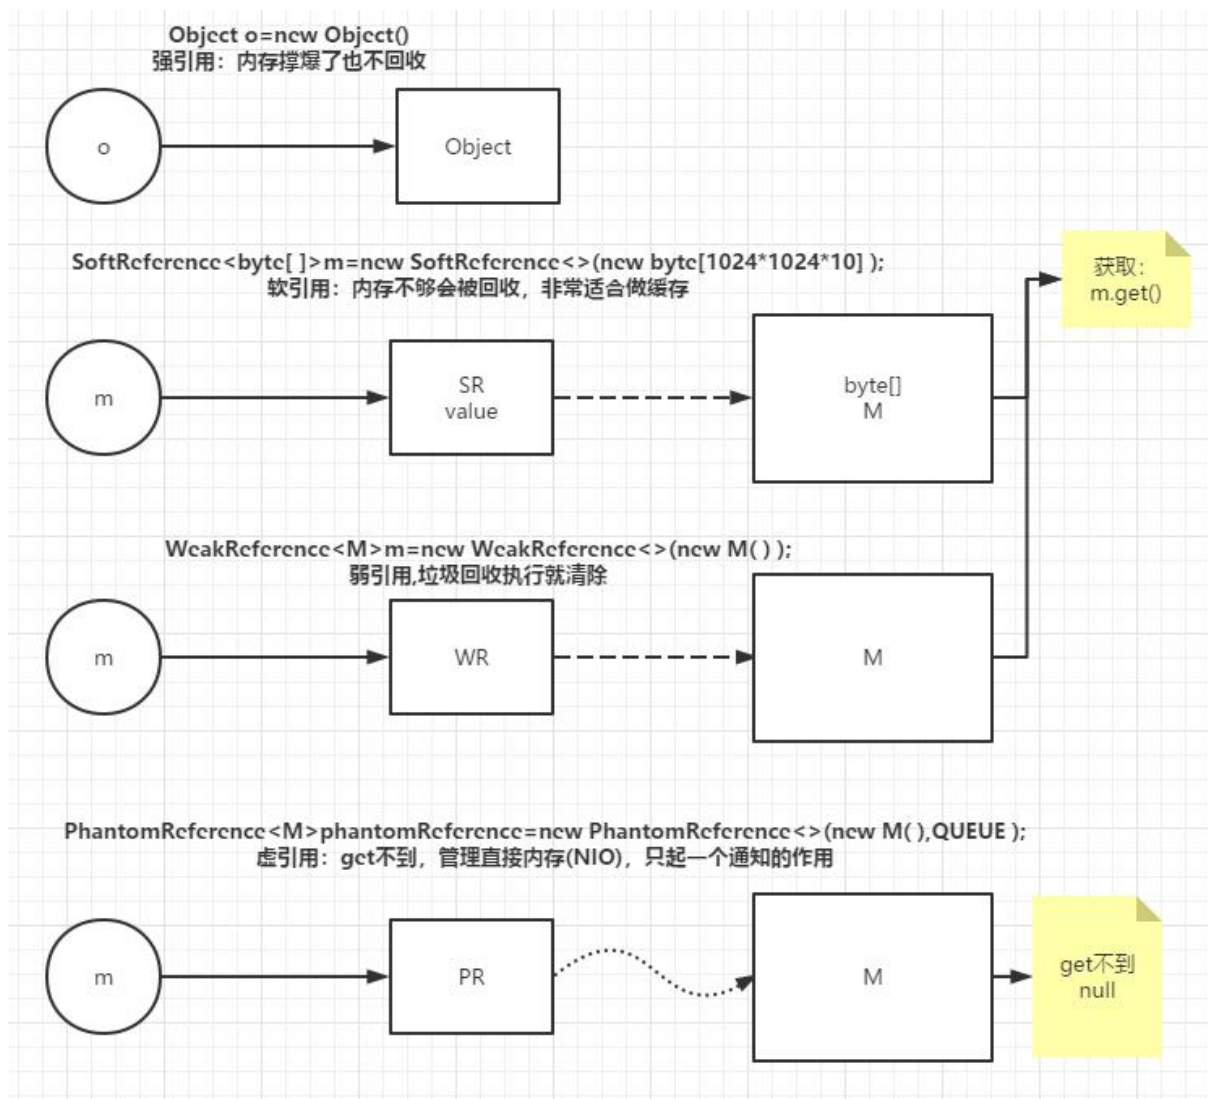 Object o=new Object()
强引用：内存撑爆了也不回收
o
Object
SoftReference<byte[ ]>m=new SoftReference<>(new byte[1024*1024*10] );
软引用：内存不够会被回收，非常适合做缓存
获取：
m.get()
m
SR
value
byte[]
M
WeakReference<M>m=new WeakReference<>(new M( ) );
弱引用,垃圾回收执行就清除
m
WR
M
PhantomReference<M>phantomReference=new PhantomReference<>(new M( ),QUEUE );
虚引用：get不到，管理直接内存(NIO)，只起一个通知的作用
m
PR
M
get不到
null